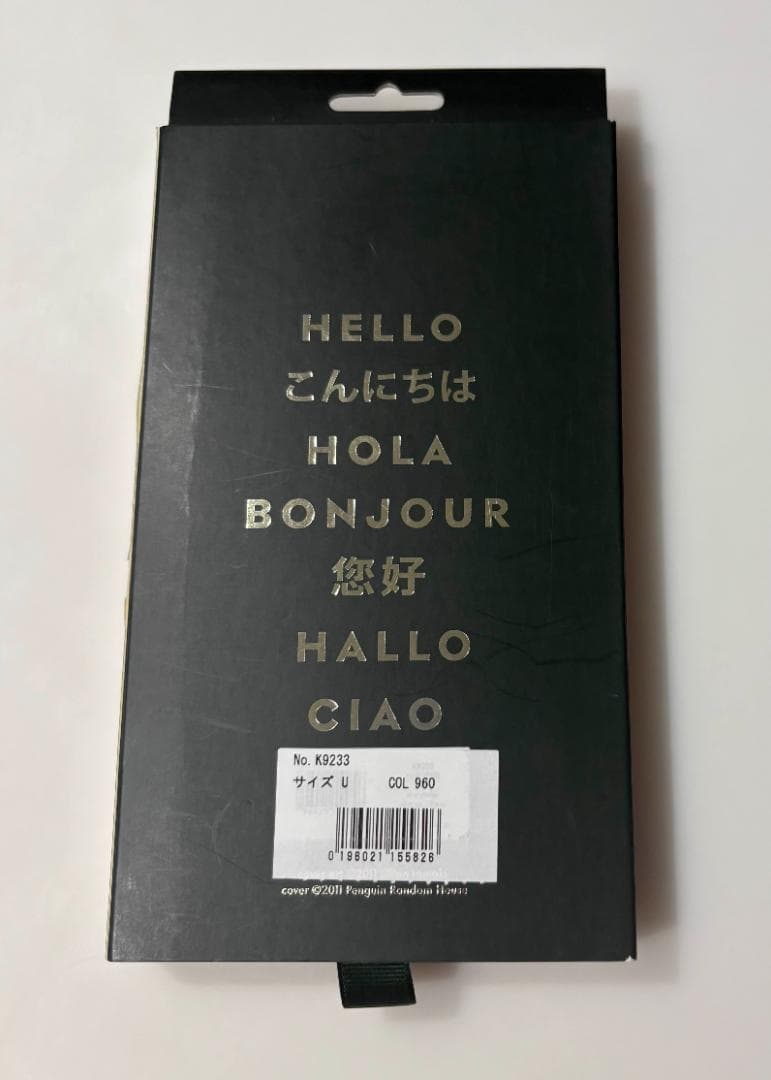 HELLO
こんにちは
HOLA
BONJOUR
您好
HALLO
CIAO
No. K9233
サイズ U COL 960
0 196021 155826
cover ©2011 Penguin Random House